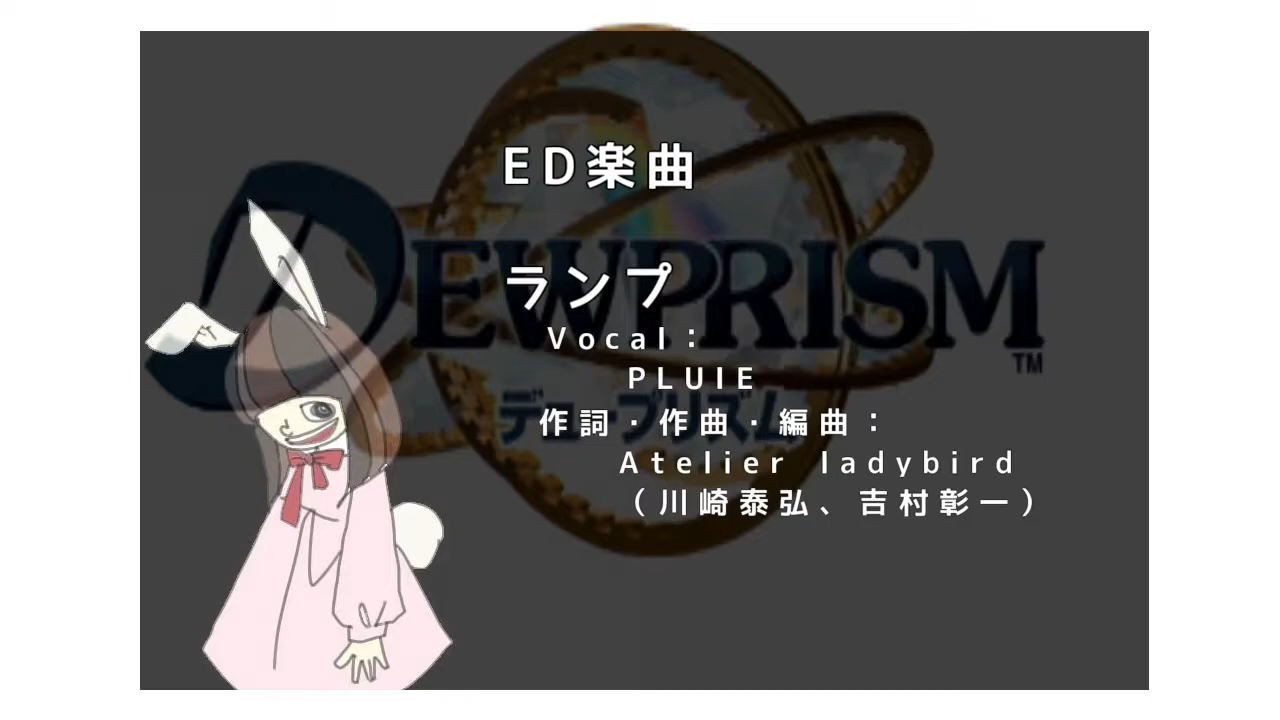 ED楽曲
DEWPRISM
ランプ
TM
Vocal：
PLUIE
デュープリズム
作詞・作曲・編曲：
Atelier ladybird
（川崎泰弘、吉村彰一）